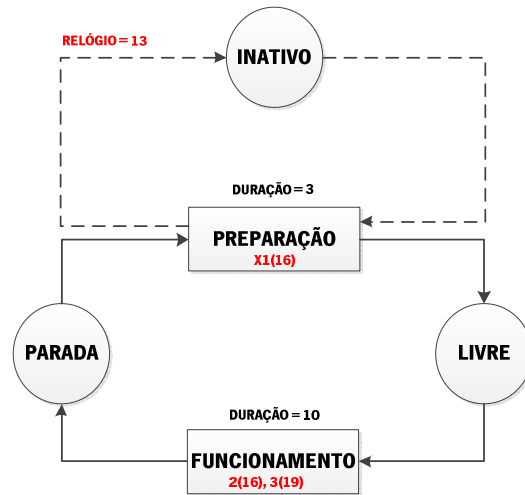 RELÓGIO = 13
INATIVO
DURAÇÃO = 3
PREPARAÇÃO
X1(16)
PARADA
LIVRE
DURAÇÃO = 10
FUNCIONAMENTO
2(16), 3(19)